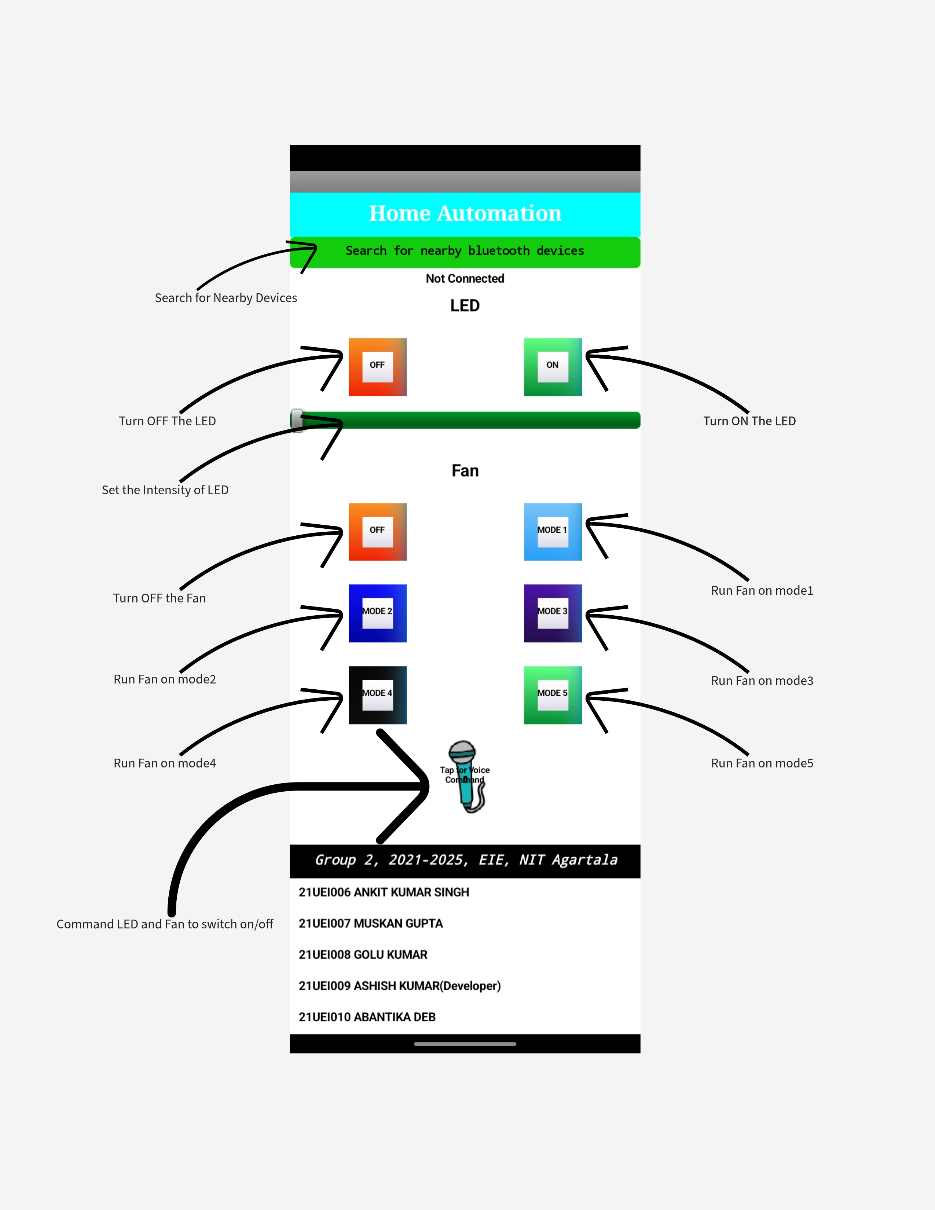 Home Automation
Search for nearby bluetooth devices
Not Connected
Search for Nearby Devices
LED
OFF
ON
Turn OFF The LED
Turn ON The LED
Set the Intensity of LED
Fan
OFF
MODE 1
Turn OFF the Fan
Run Fan on mode1
MODE 2
MODE 3
Run Fan on mode2
Run Fan on mode3
MODE 4
MODE 5
Run Fan on mode4
Run Fan on mode5
Tap for Voice
Command
Group 2, 2021-2025, EIE, NIT Agartala
21UEI006 ANKIT KUMAR SINGH
21UEI007 MUSKAN GUPTA
Command LED and Fan to switch on/off
21UEI008 GOLU KUMAR
21UEI009 ASHISH KUMAR(Developer)
21UEI010 ABANTIKA DEB